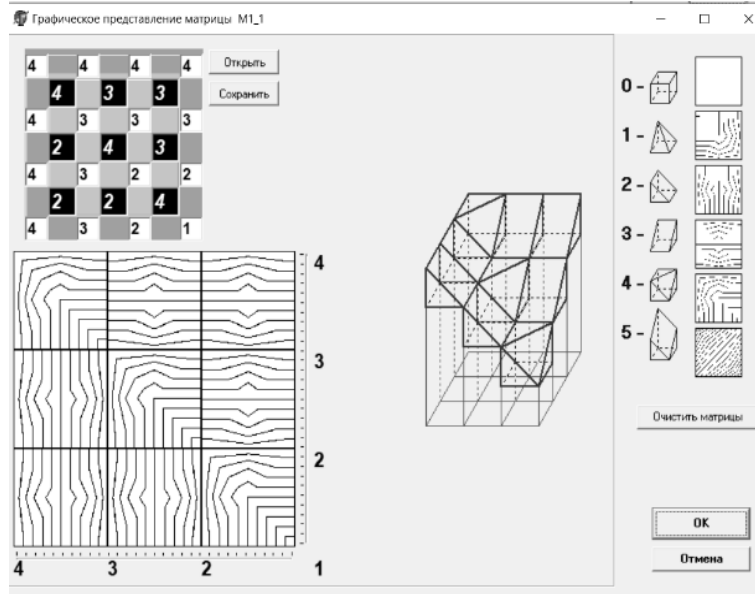 Графическое представление матрицы M1_1
4 4 4 4
Открыть
4 3 3
Сохранить
4 3 3 3
2 4 3
4 3 2 2
2 2 4
4 3 2 1
4
3
2
4 3 2 1
0 -
1 -
2 -
3 -
4 -
5 -
Очистить матрицы
OK
Отмена